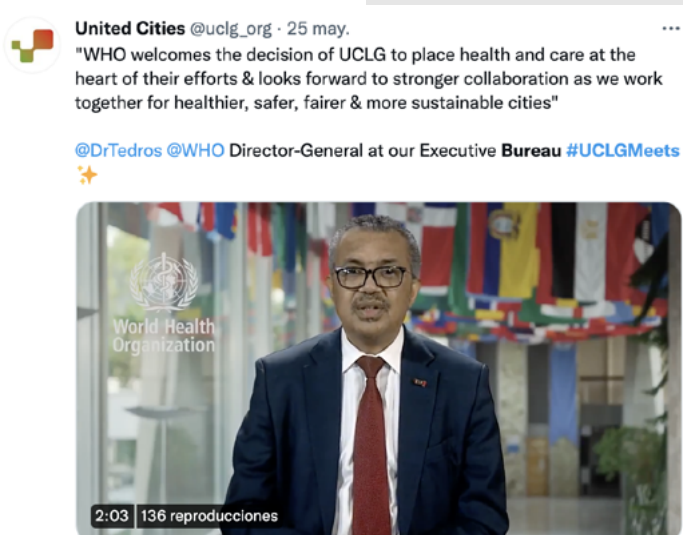 United Cities @uclg_org · 25 may.
"WHO welcomes the decision of UCLG to place health and care at the
heart of their efforts & looks forward to stronger collaboration as we work
together for healthier, safer, fairer & more sustainable cities"
@DrTedros @WHO Director-General at our Executive Bureau #UCLGMeets
✨
World Health
Organization
2:03 136 reproducciones